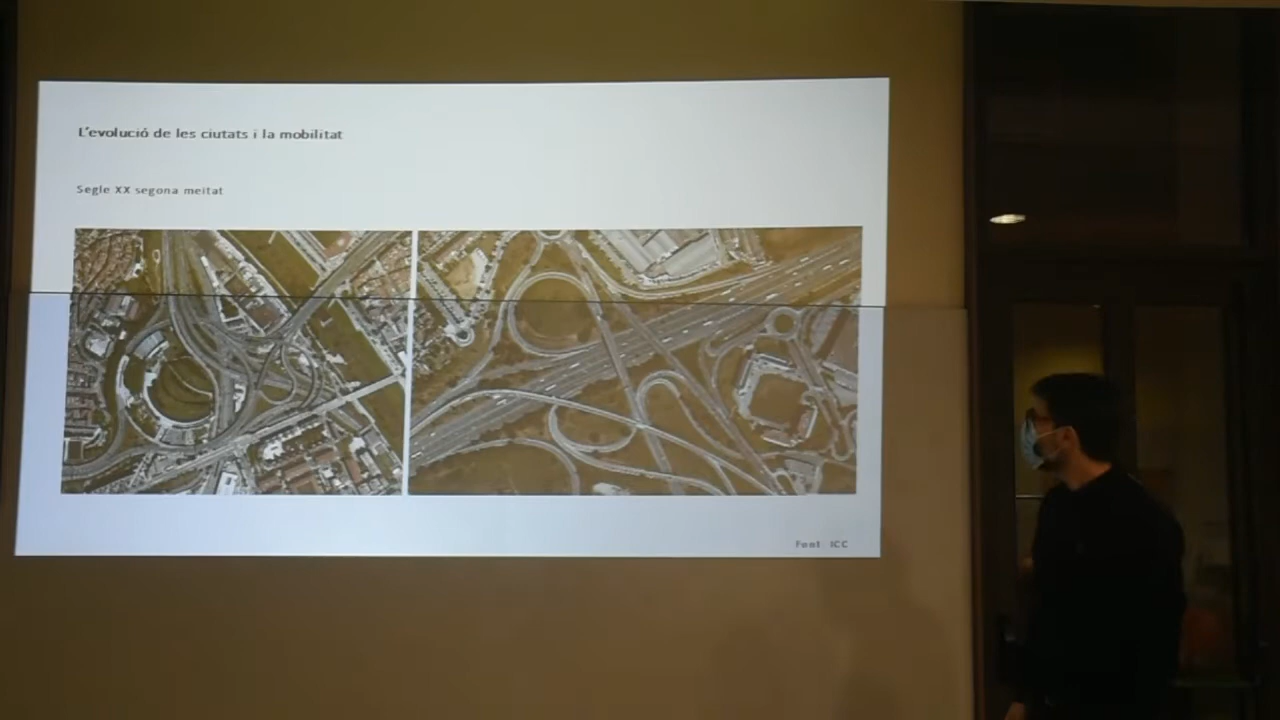 L'evolució de les ciutats i la mobilitat
Segle XX segona meitat
Font ICC